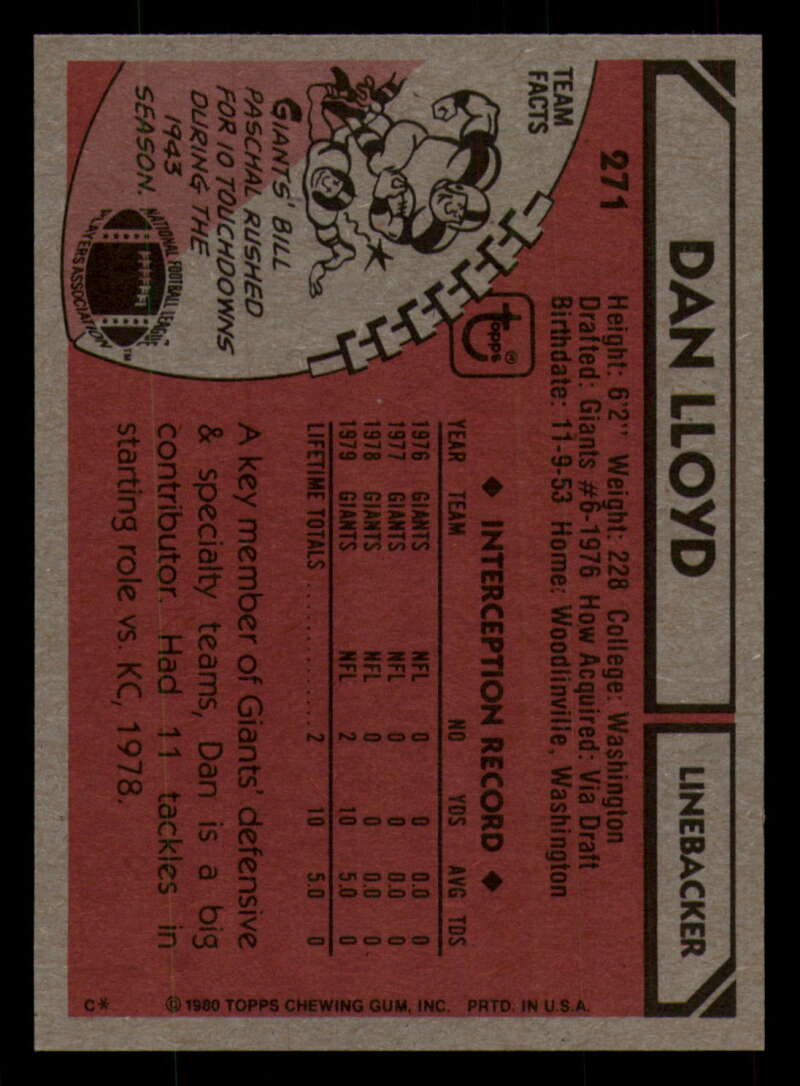 DAN LLOYD
LINEBACKER
271
Height: 6'2" Weight: 228 College: Washington
Drafted: Giants #6-1976 How Acquired: Via Draft
Birthdate: 11-9-53 Home: Woodlinville, Washington
TEAM
FACTS
GIANTS' BILL
PASCHAL RUSHED
FOR 10 TOUCHDOWNS
DURING THE
1943
SEASON.
NATIONAL FOOTBALL LEAGUE
PLAYERS ASSOCIATION
TM
topps®
◆ INTERCEPTION RECORD ◆
YEAR TEAM NO YDS AVG TDS
1976 GIANTS NFL 0 0 0.0 0
1977 GIANTS NFL 0 0 0.0 0
1978 GIANTS NFL 0 0 0.0 0
1979 GIANTS NFL 2 10 5.0 0
LIFETIME TOTALS ............ 2 10 5.0 0
A key member of Giants' defensive
& specialty teams, Dan is a big
contributor. Had 11 tackles in
starting role vs. KC, 1978.
C* © 1980 TOPPS CHEWING GUM, INC. PRTD. IN U.S.A.